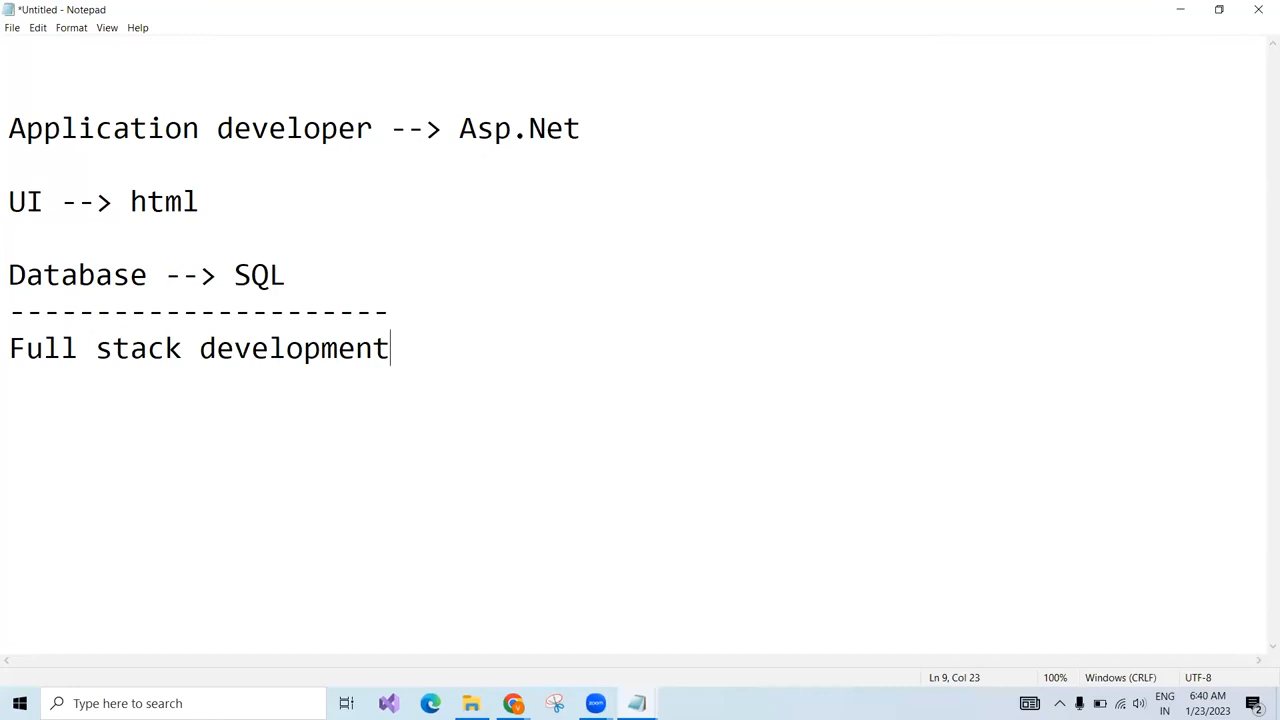 *Untitled - Notepad
File Edit Format View Help
Application developer --> Asp.Net
UI --> html
Database --> SQL
----------------------
Full stack development
Ln 9, Col 23 100% Windows (CRLF) UTF-8
Type here to search
zoom
ENG
IN
6:40 AM
1/23/2023
2